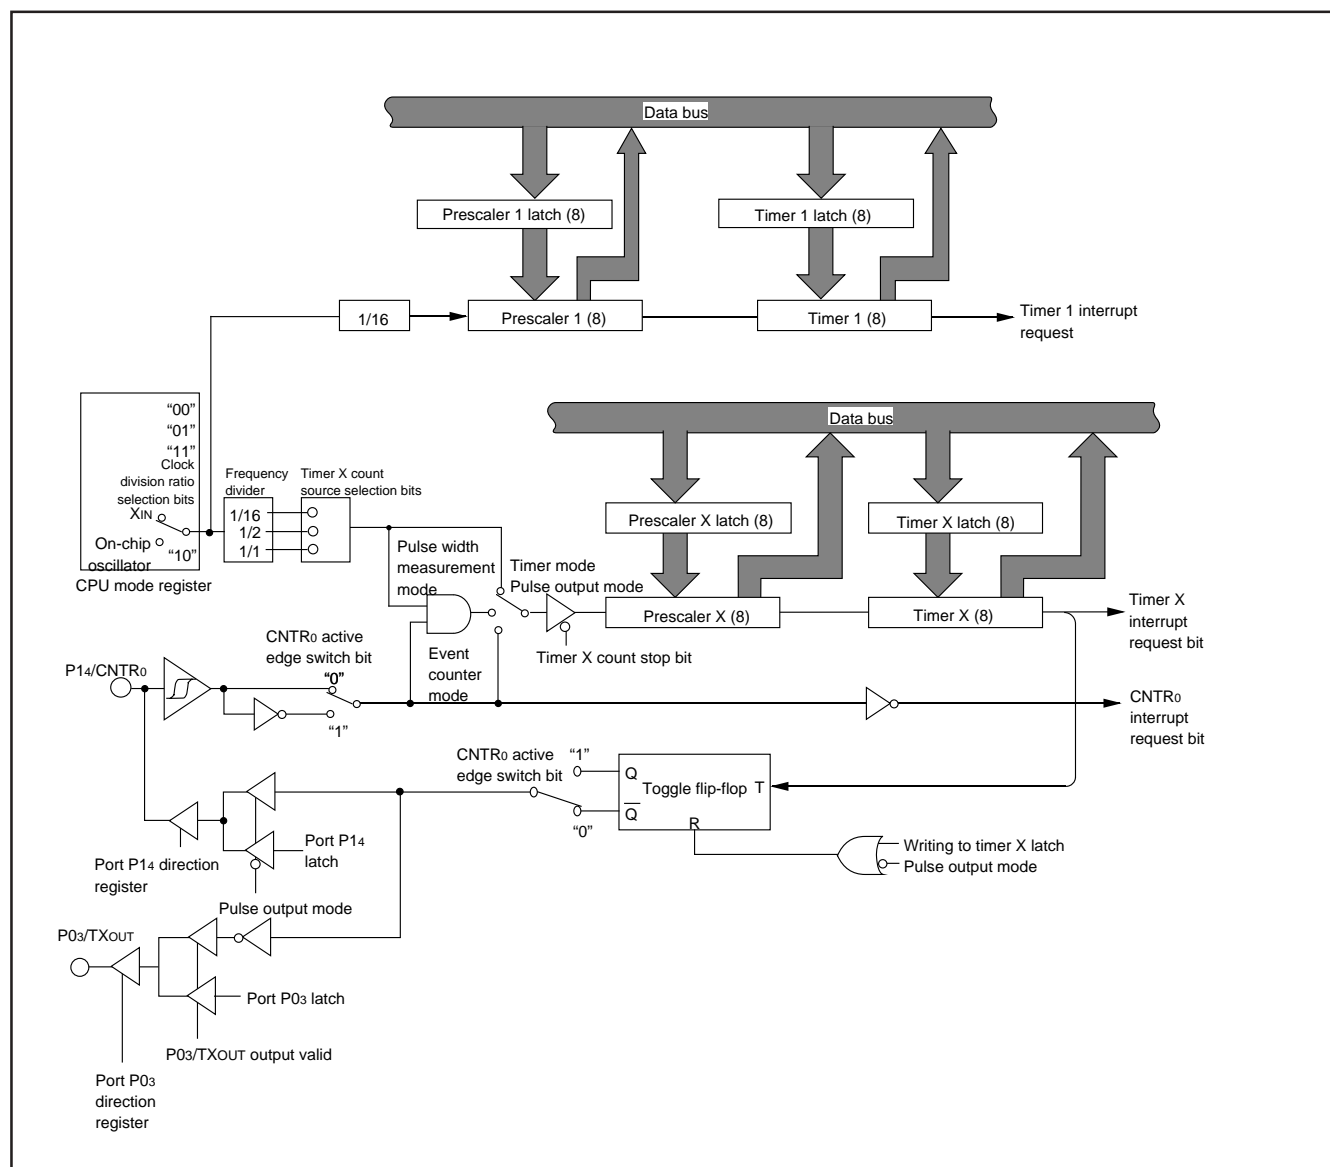 Data bus
Prescaler 1 latch (8)
Timer 1 latch (8)
1/16
Prescaler 1 (8)
Timer 1 (8)
Timer 1 interrupt
request
“00”
“01”
“11”
Clock
division ratio
selection bits
XIN
On-chip
oscillator
“10”
CPU mode register
Frequency
divider
1/16
1/2
1/1
Timer X count
source selection bits
Data bus
Prescaler X latch (8)
Timer X latch (8)
Pulse width
measurement
mode
Timer mode
Pulse output mode
Prescaler X (8)
Timer X (8)
Timer X
interrupt
request bit
Timer X count stop bit
CNTR0 active
edge switch bit
“0”
“1”
P14/CNTR0
Event
counter
mode
CNTR0
interrupt
request bit
CNTR0 active
edge switch bit
“1”
“0”
Q
Q
Toggle flip-flop
T
R
Writing to timer X latch
Pulse output mode
Port P14
latch
Port P14 direction
register
Pulse output mode
P03/TXOUT
Port P03 latch
P03/TXOUT output valid
Port P03
direction
register